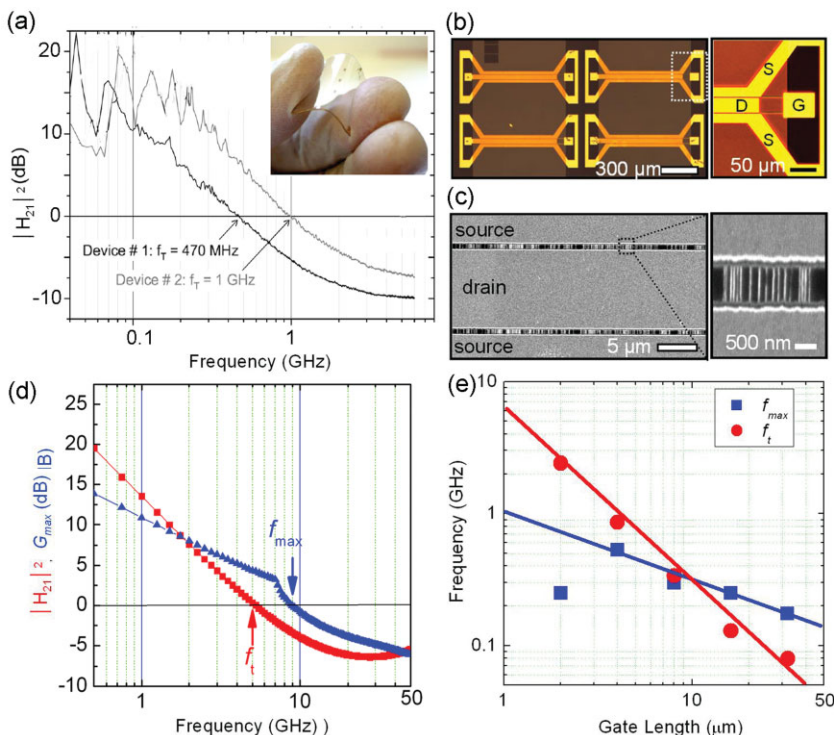 (a)
20
10
0
-10
|H21|² (dB)
Device # 1: fT = 470 MHz
Device # 2: fT = 1 GHz
0.1
1
Frequency (GHz)
(b)
300 µm
S
D
G
S
50 µm
(c)
source
drain
source
5 µm
500 nm
(d)
25
20
15
10
5
0
-5
-10
|H21|², Gmax (dB) |B)
fmax
ft
1
10
50
Frequency (GHz) )
(e)
10
1
0.1
Frequency (GHz)
fmax
ft
1
10
50
Gate Length (µm)